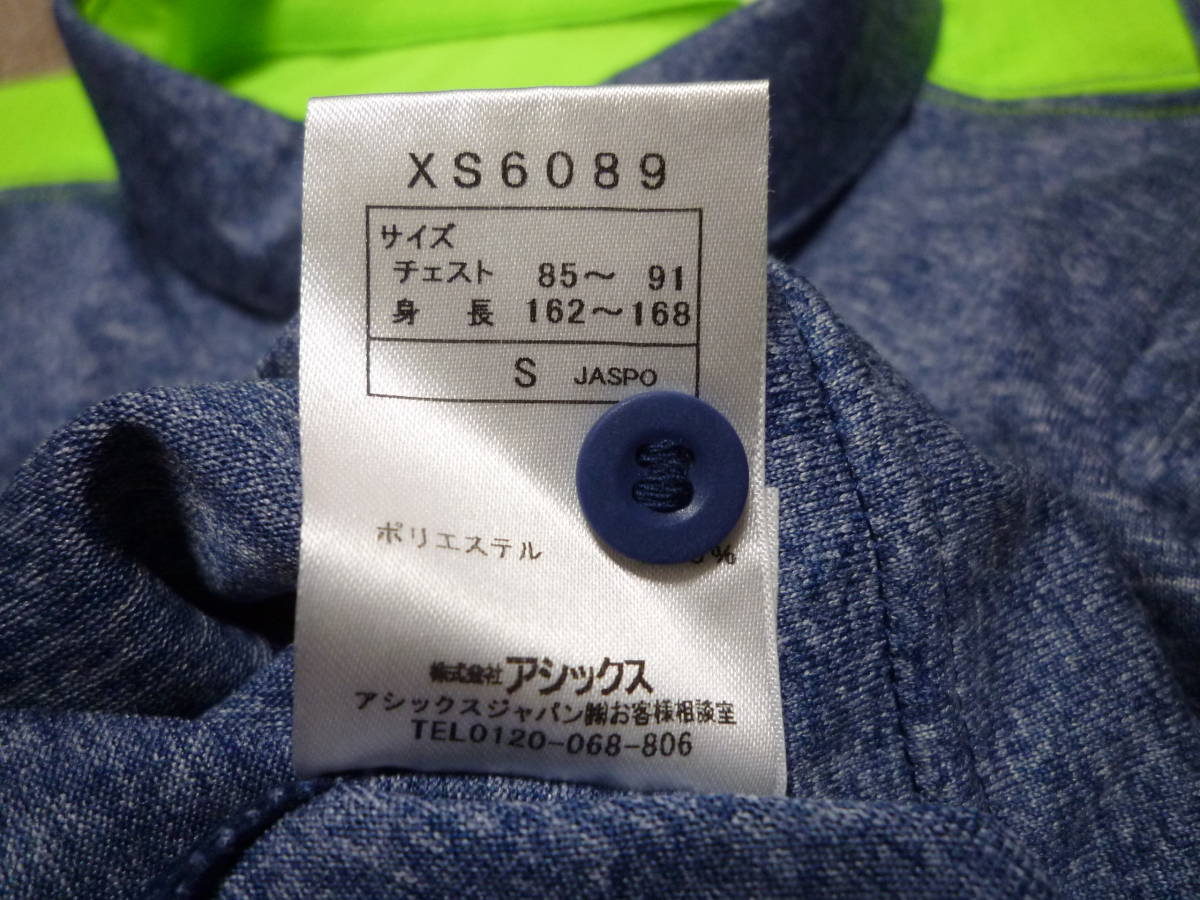 XS6089
サイズ
チェスト 85～ 91
身 長 162～168
S JASPO
ポリエステル %
株式会社アシックス
アシックスジャパン㈱お客様相談室
TEL0120-068-806